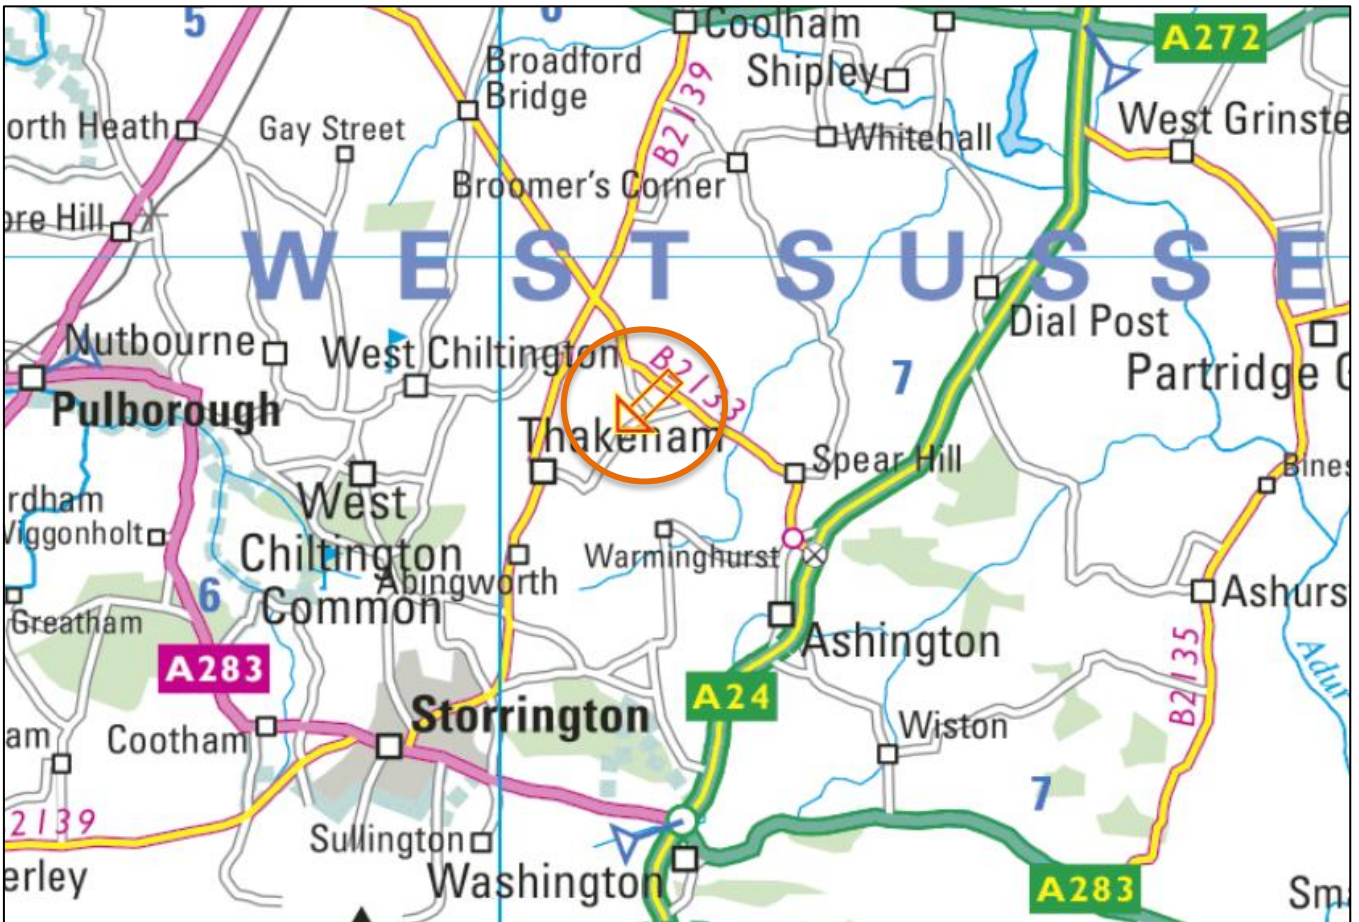 5
6
Coolham
A272
Broadford
Bridge
Shipley
B2139
orth Heath
Gay Street
Whitehall
West Grinste
Broomer's Corner
ore Hill
WEST SUSSE
Nutbourne
West Chiltington
Dial Post
B2133
7
Partridge G
Pulborough
Thakeham
Spear Hill
Bines
rdham
West
Chiltington
Common
Wiggonholt
Warminghurst
Abingworth
6
Greatham
Ashurs
Ashington
Adur
A283
A24
B2135
Storrington
am
Cootham
Wiston
7
2139
Sullington
erley
Washington
A283
Sm